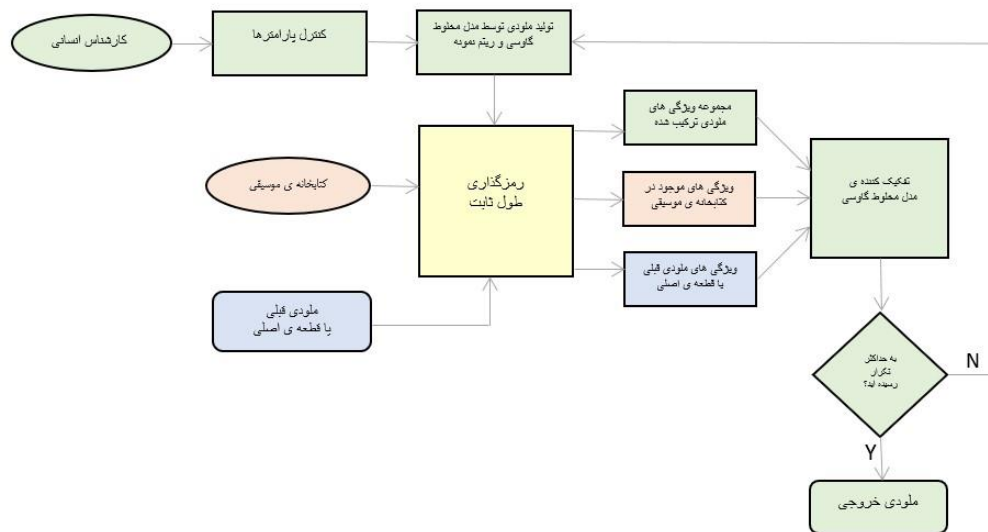 کارشناس انسانی
کنترل پارامترها
تولید ملودی توسط مدل مخلوط
گاوسی و ریتم نمونه
کتابخانه ی موسیقی
رمزگذاری
طول ثابت
ملودی قبلی
یا قطعه ی اصلی
مجموعه ویژگی های
ملودی ترکیب شده
ویژگی های موجود در
کتابخانه ی موسیقی
ویژگی های ملودی قبلی
یا قطعه ی اصلی
تفکیک کننده ی
مدل مخلوط گاوسی
به حداکثر
تکرار
رسیده اید؟
N
Y
ملودی خروجی